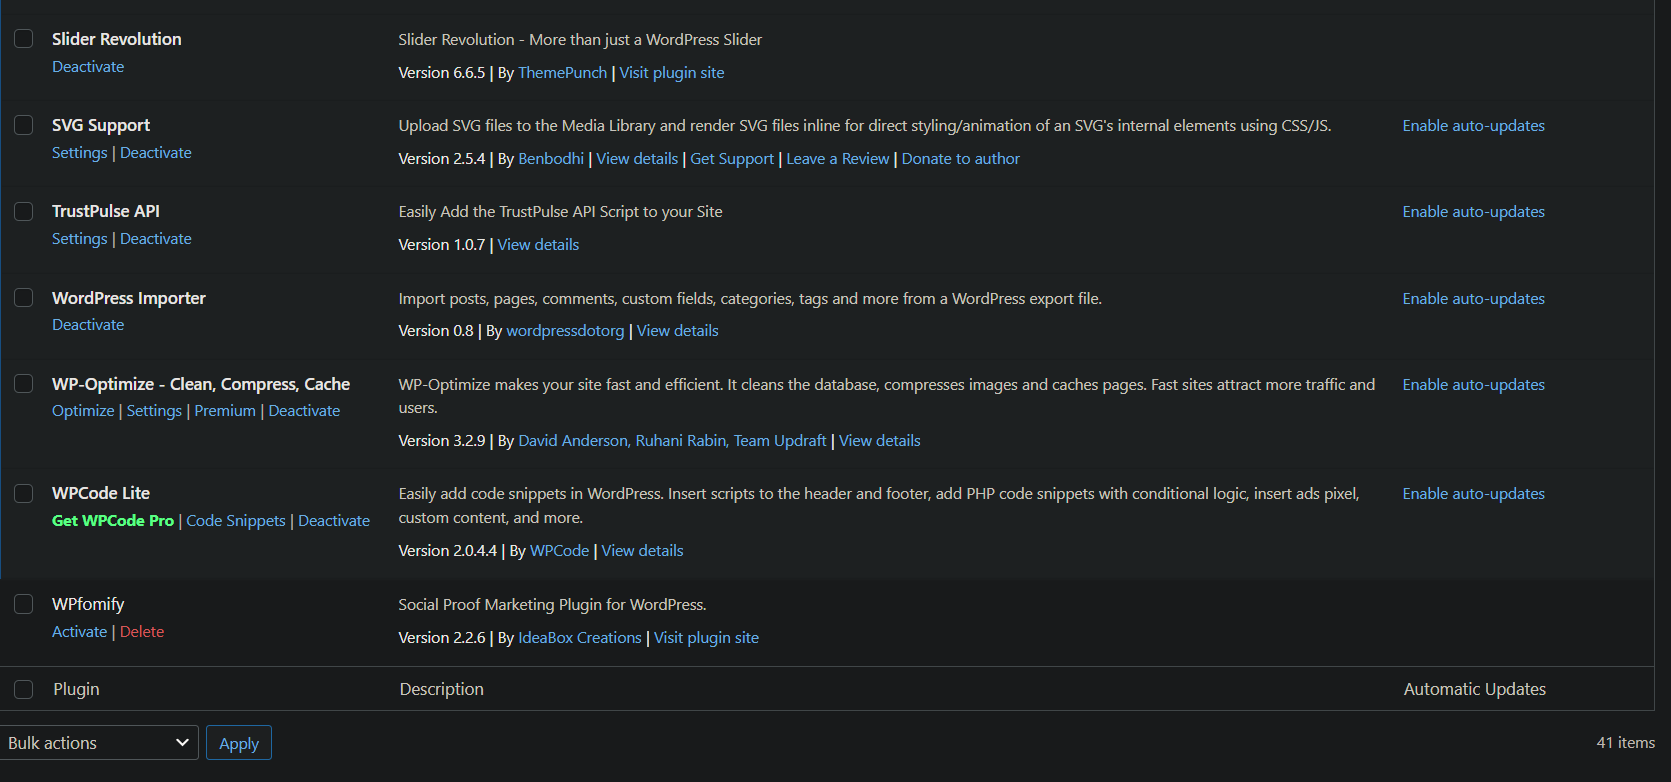 Slider Revolution
Deactivate
Slider Revolution - More than just a WordPress Slider
Version 6.6.5 | By ThemePunch | Visit plugin site
SVG Support
Settings | Deactivate
Upload SVG files to the Media Library and render SVG files inline for direct styling/animation of an SVG's internal elements using CSS/JS.
Version 2.5.4 | By Benbodhi | View details | Get Support | Leave a Review | Donate to author
Enable auto-updates
TrustPulse API
Settings | Deactivate
Easily Add the TrustPulse API Script to your Site
Version 1.0.7 | View details
Enable auto-updates
WordPress Importer
Deactivate
Import posts, pages, comments, custom fields, categories, tags and more from a WordPress export file.
Version 0.8 | By wordpressdotorg | View details
Enable auto-updates
WP-Optimize - Clean, Compress, Cache
Optimize | Settings | Premium | Deactivate
WP-Optimize makes your site fast and efficient. It cleans the database, compresses images and caches pages. Fast sites attract more traffic and
users.
Version 3.2.9 | By David Anderson, Ruhani Rabin, Team Updraft | View details
Enable auto-updates
WPCode Lite
Get WPCode Pro | Code Snippets | Deactivate
Easily add code snippets in WordPress. Insert scripts to the header and footer, add PHP code snippets with conditional logic, insert ads pixel,
custom content, and more.
Version 2.0.4.4 | By WPCode | View details
Enable auto-updates
WPfomify
Activate | Delete
Social Proof Marketing Plugin for WordPress.
Version 2.2.6 | By IdeaBox Creations | Visit plugin site
Plugin
Description
Automatic Updates
Bulk actions
Apply
41 items